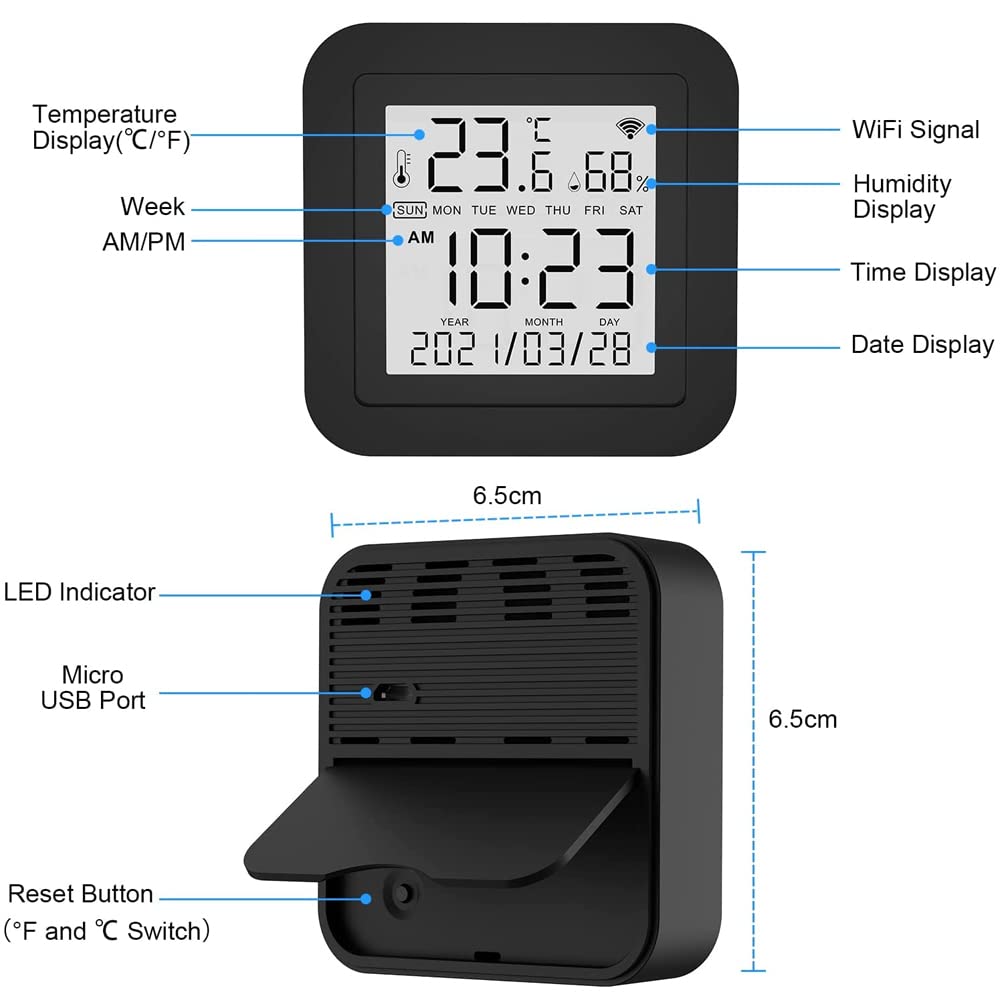 Temperature
Display(℃/°F)
Week
AM/PM
23.6 ℃
68%
SUN MON TUE WED THU FRI SAT
AM
10:23
YEAR MONTH DAY
2021/03/28
WiFi Signal
Humidity
Display
Time Display
Date Display
6.5cm
LED Indicator
Micro
USB Port
6.5cm
Reset Button
(°F and ℃ Switch)